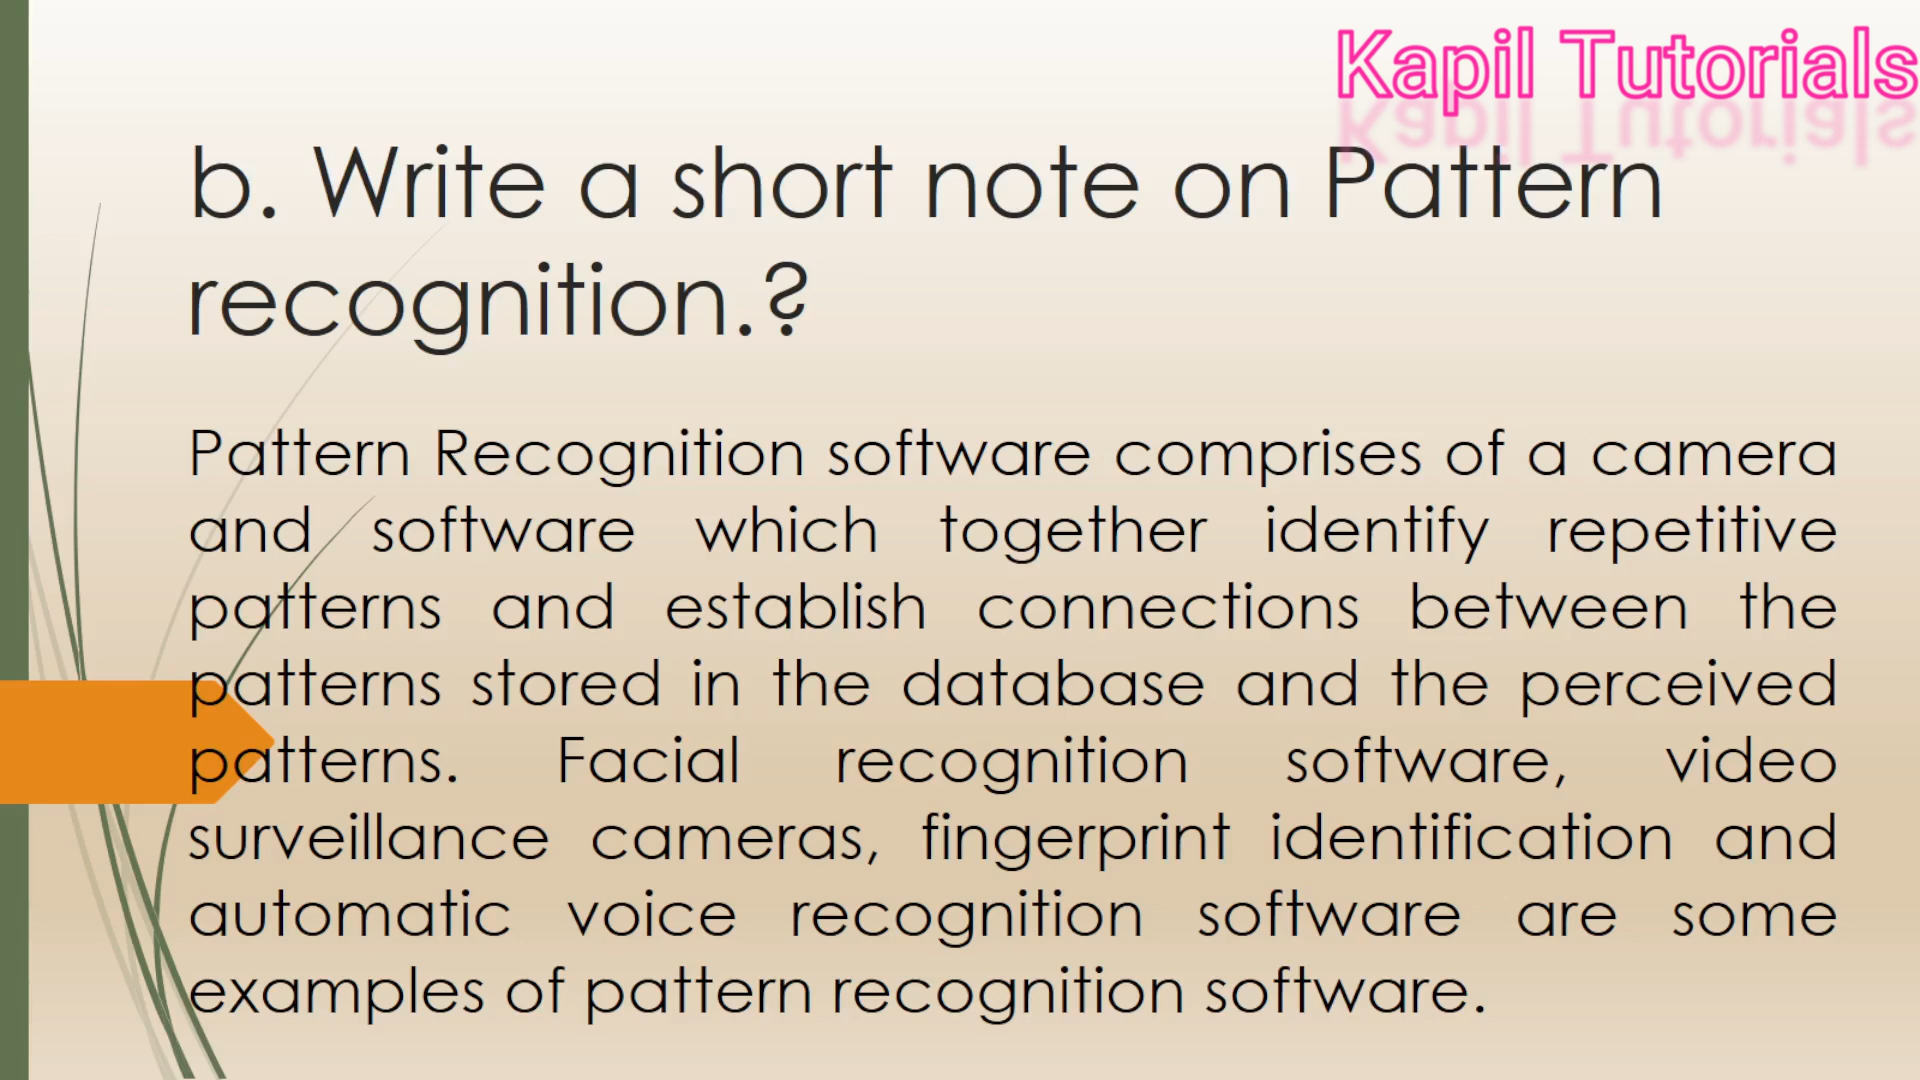 Kapil Tutorials
b. Write a short note on Pattern
recognition.?
Pattern Recognition software comprises of a camera
and software which together identify repetitive
patterns and establish connections between the
patterns stored in the database and the perceived
patterns. Facial recognition software, video
surveillance cameras, fingerprint identification and
automatic voice recognition software are some
examples of pattern recognition software.